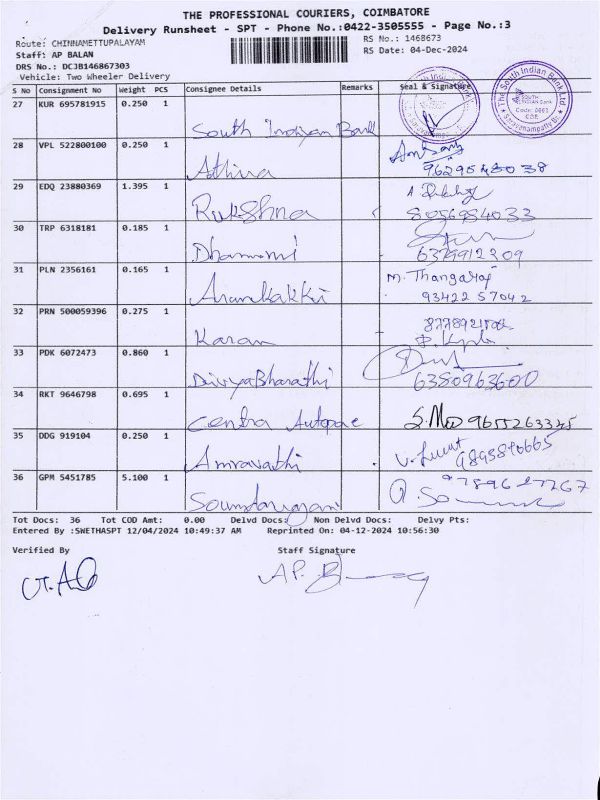 THE PROFESSIONAL COURIERS, COIMBATORE
Delivery Runsheet - SPT - Phone No.:0422-3505555 - Page No.:3
Route: CHINNAMETTUPALAYAM RS No.: 1468673
Staff: AP BALAN RS Date: 04-Dec-2024
DRS No.: DCJB146867303
Vehicle: Two Wheeler Delivery
S No Consignment No Weight PCS Consignee Details Remarks Seal & Signature
27 KUR 695781915 0.250 1
South Indiyan Bank
28 VPL 522800100 0.250 1
Athira
29 EDQ 23880369 1.395 1
Rukshna 8056984033
30 TRP 6318181 0.185 1
Dharmani 6379912209
31 PLN 2356161 0.165 1 M. Thangaraj
93422 57042
32 PRN 500059396 0.275 1
Karan
33 PDK 6072473 0.860 1
DivyaBharathi 6380963600
34 RKT 9646798 0.695 1
Centra
35 DDG 919104 0.250 1
Amravathi
36 GPM 5451785 5.100 1 9789627267
Tot Docs: 36 Tot COD Amt: 0.00 Delvd Docs: Non Delvd Docs: Delvy Pts:
Entered By :SWETHASPT 12/04/2024 10:49:37 AM Reprinted On: 04-12-2024 10:56:30
Verified By Staff Signature